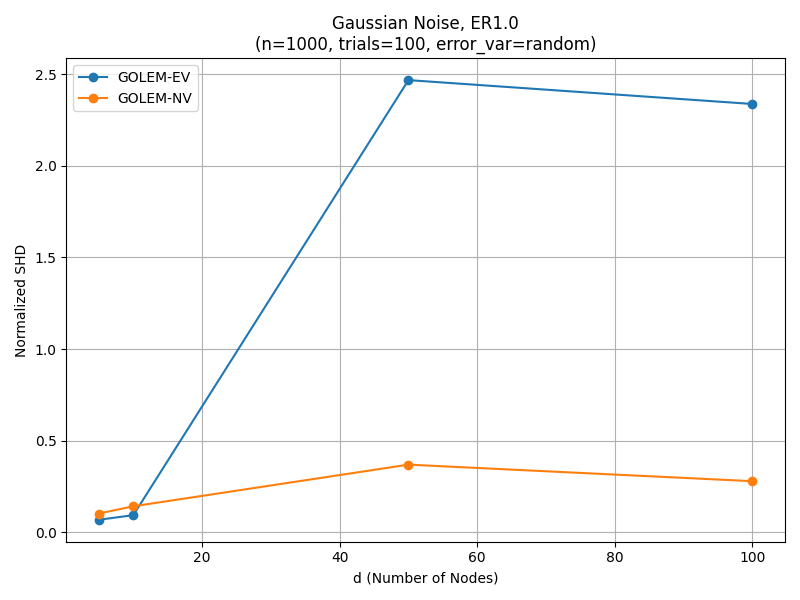 Gaussian Noise, ER1.0
(n=1000, trials=100, error_var=random)
GOLEM-EV
GOLEM-NV
Normalized SHD
2.5
2.0
1.5
1.0
0.5
0.0
20 40 60 80 100
d (Number of Nodes)